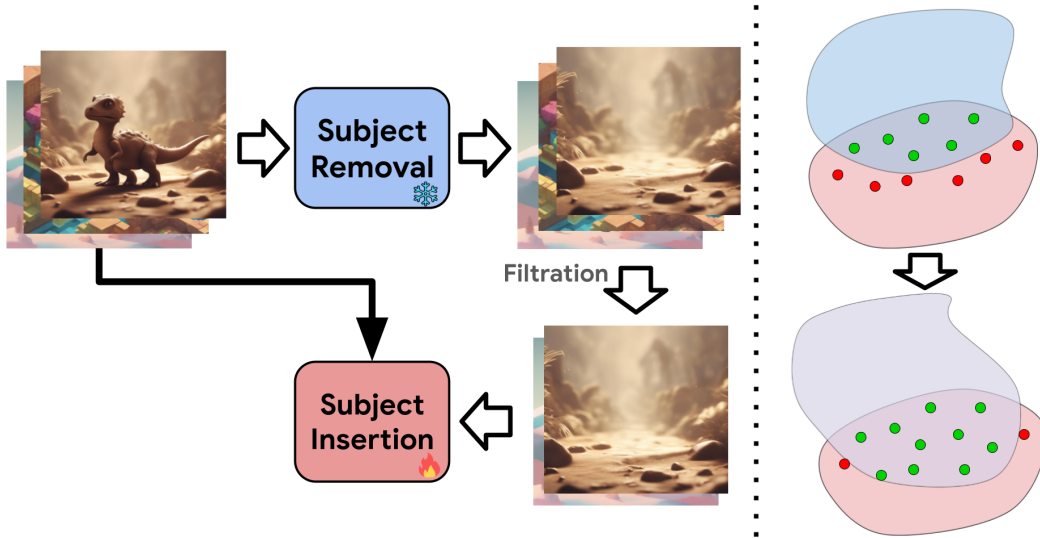 Subject
Removal
Filtration
Subject
Insertion